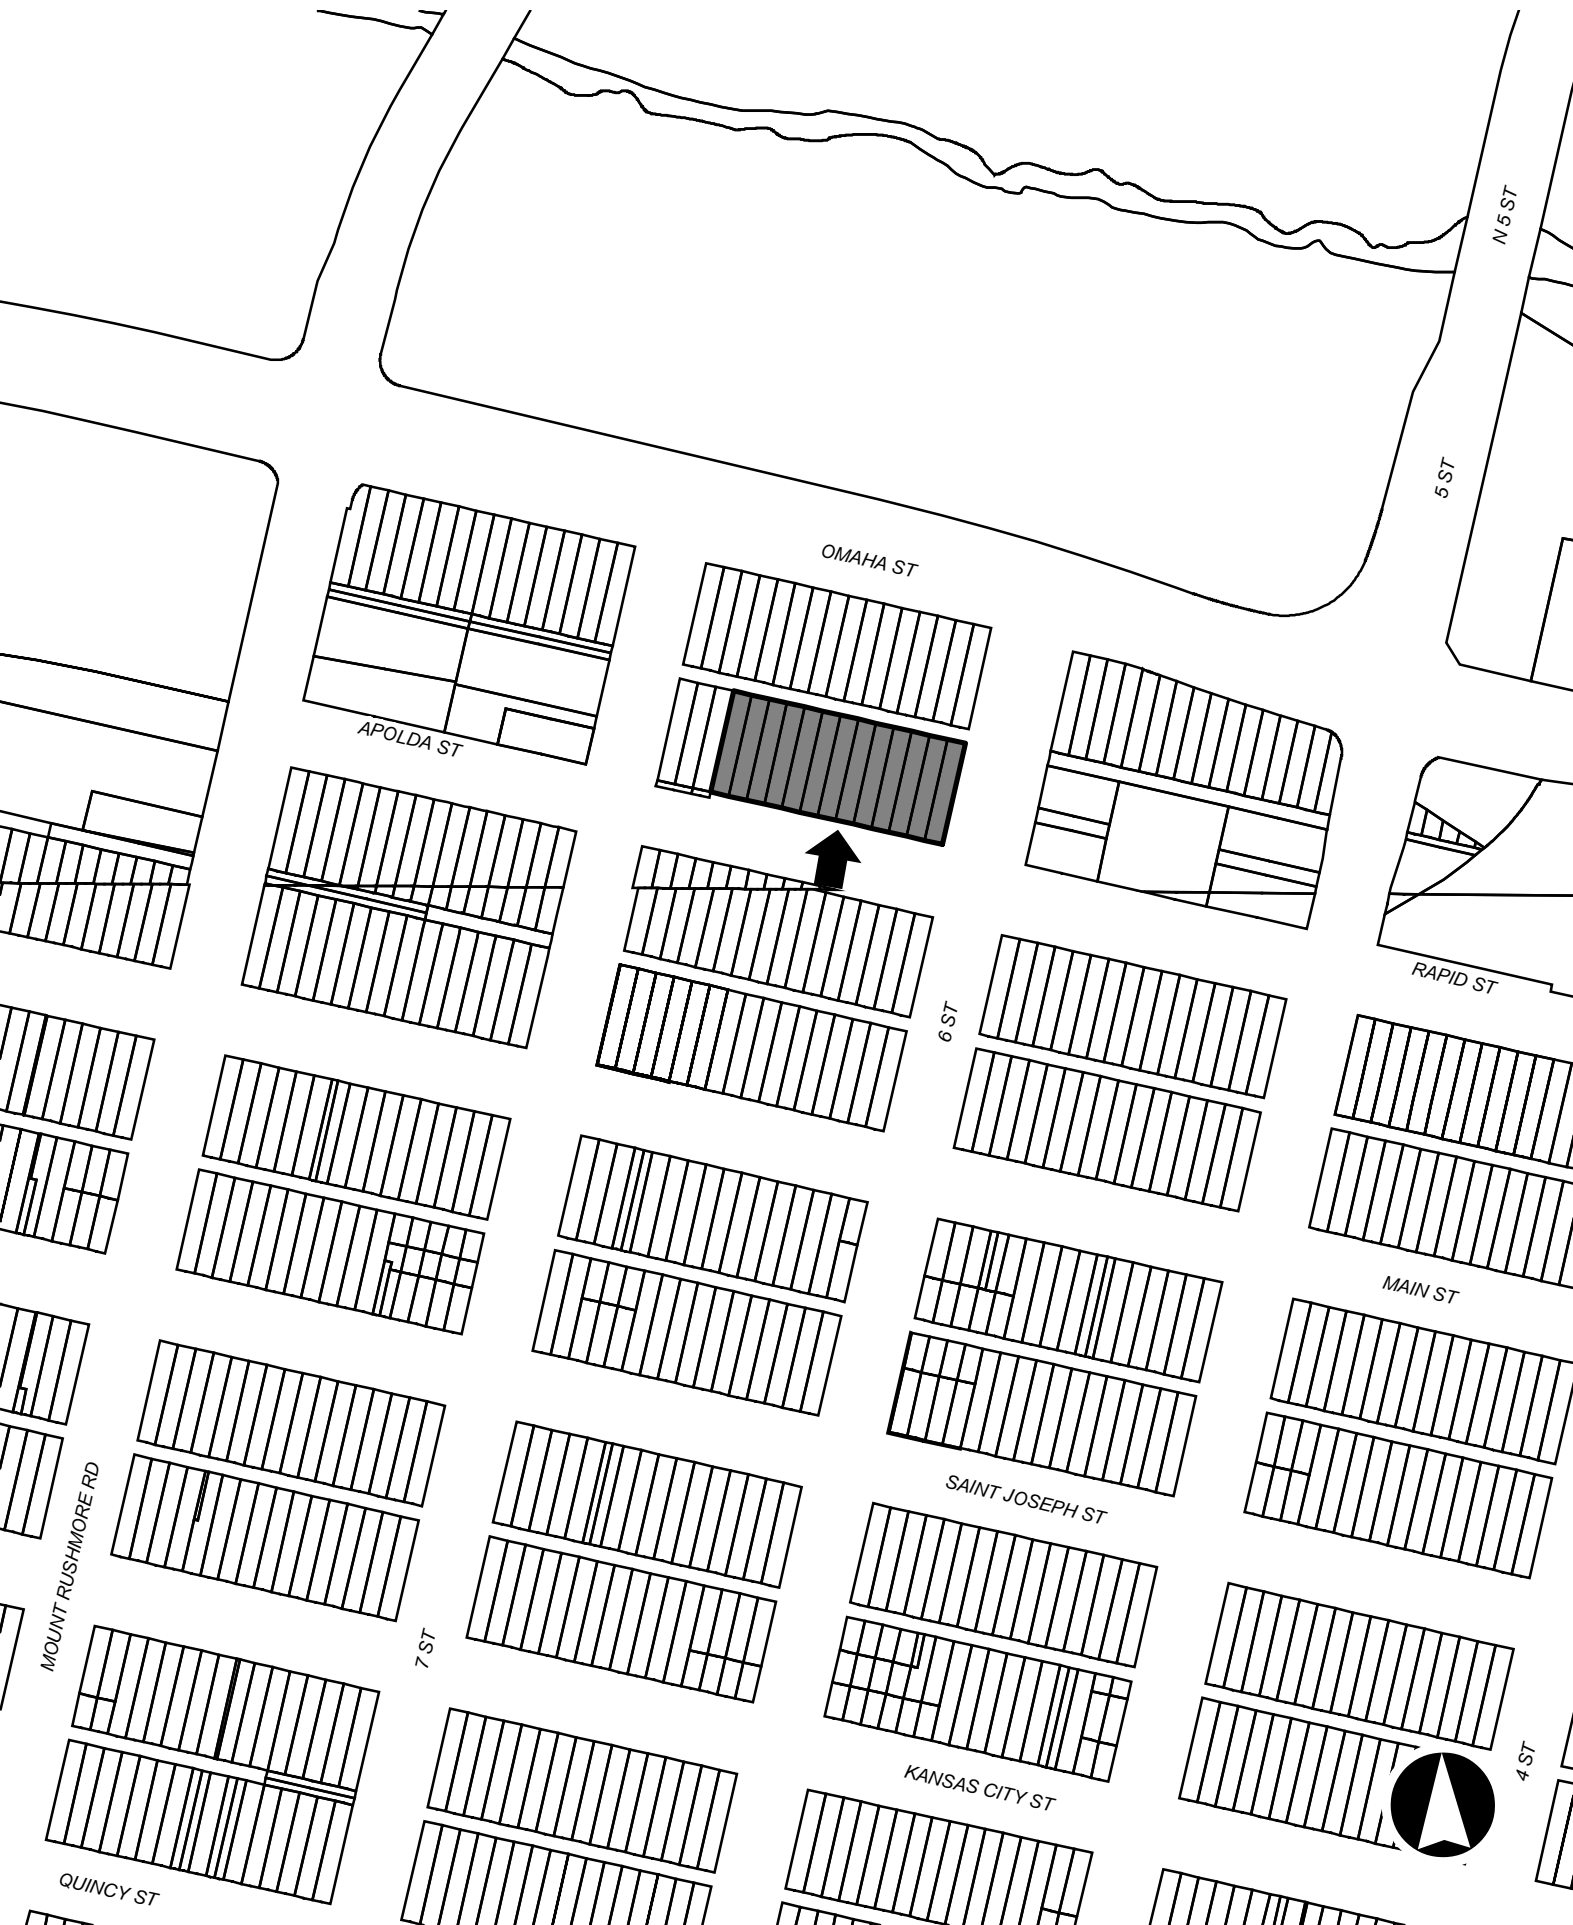 N 5 ST
5 ST
OMAHA ST
APOLDA ST
RAPID ST
6 ST
MAIN ST
SAINT JOSEPH ST
MOUNT RUSHMORE RD
7 ST
4 ST
KANSAS CITY ST
QUINCY ST